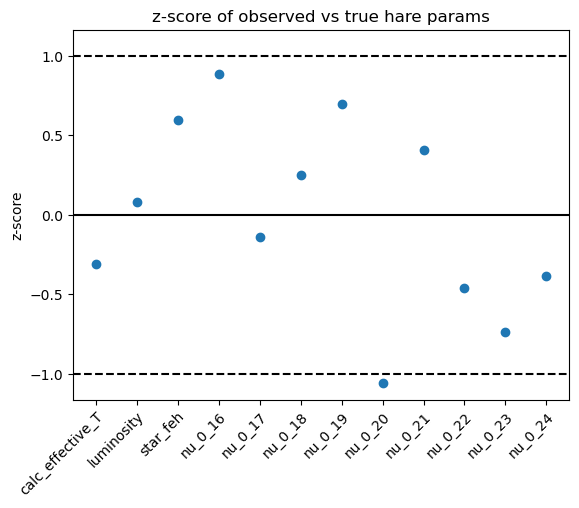 z-score of observed vs true hare params
z-score
1.0
0.5
0.0
−0.5
−1.0
calc_effective_T
luminosity
star_feh
nu_0_16
nu_0_17
nu_0_18
nu_0_19
nu_0_20
nu_0_21
nu_0_22
nu_0_23
nu_0_24